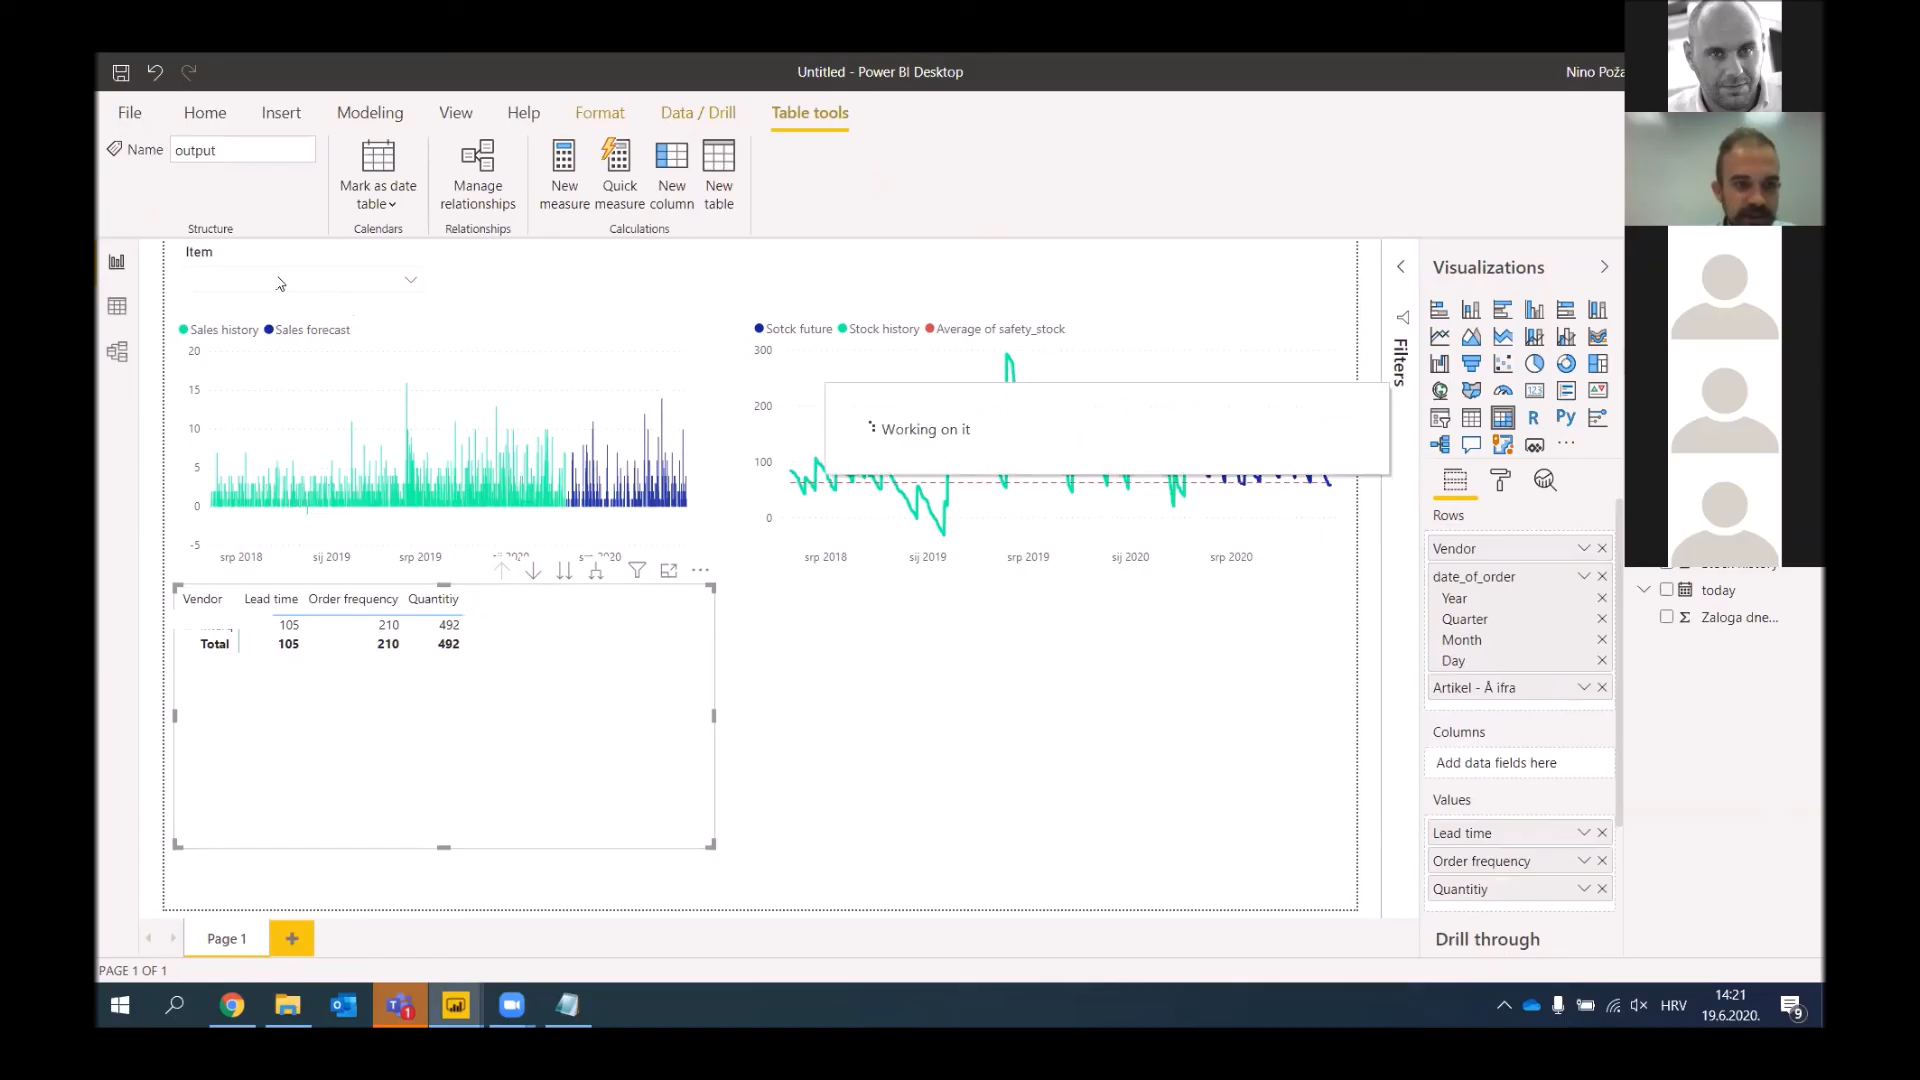 Untitled - Power BI Desktop
Nino Poža
File Home Insert Modeling View Help Format Data / Drill Table tools
Name output
Mark as date table
Manage relationships
New measure
Quick measure
New column
New table
Structure
Calendars
Relationships
Calculations
Item
Sales history Sales forecast
20
15
10
5
0
-5
srp 2018 sij 2019 srp 2019 sij 2020 srp 2020
Sotck future Stock history Average of safety_stock
300
200
100
0
srp 2018 sij 2019 srp 2019 sij 2020 srp 2020
Working on it
Vendor Lead time Order frequency Quantitiy
105 210 492
Total 105 210 492
Filters
Visualizations
Rows
Vendor
date_of_order
Year
Quarter
Month
Day
Artikel - Å ifra
Columns
Add data fields here
Values
Lead time
Order frequency
Quantitiy
Drill through
today
Zaloga dne...
Page 1
PAGE 1 OF 1
HRV
14:21
19.6.2020.
1
9